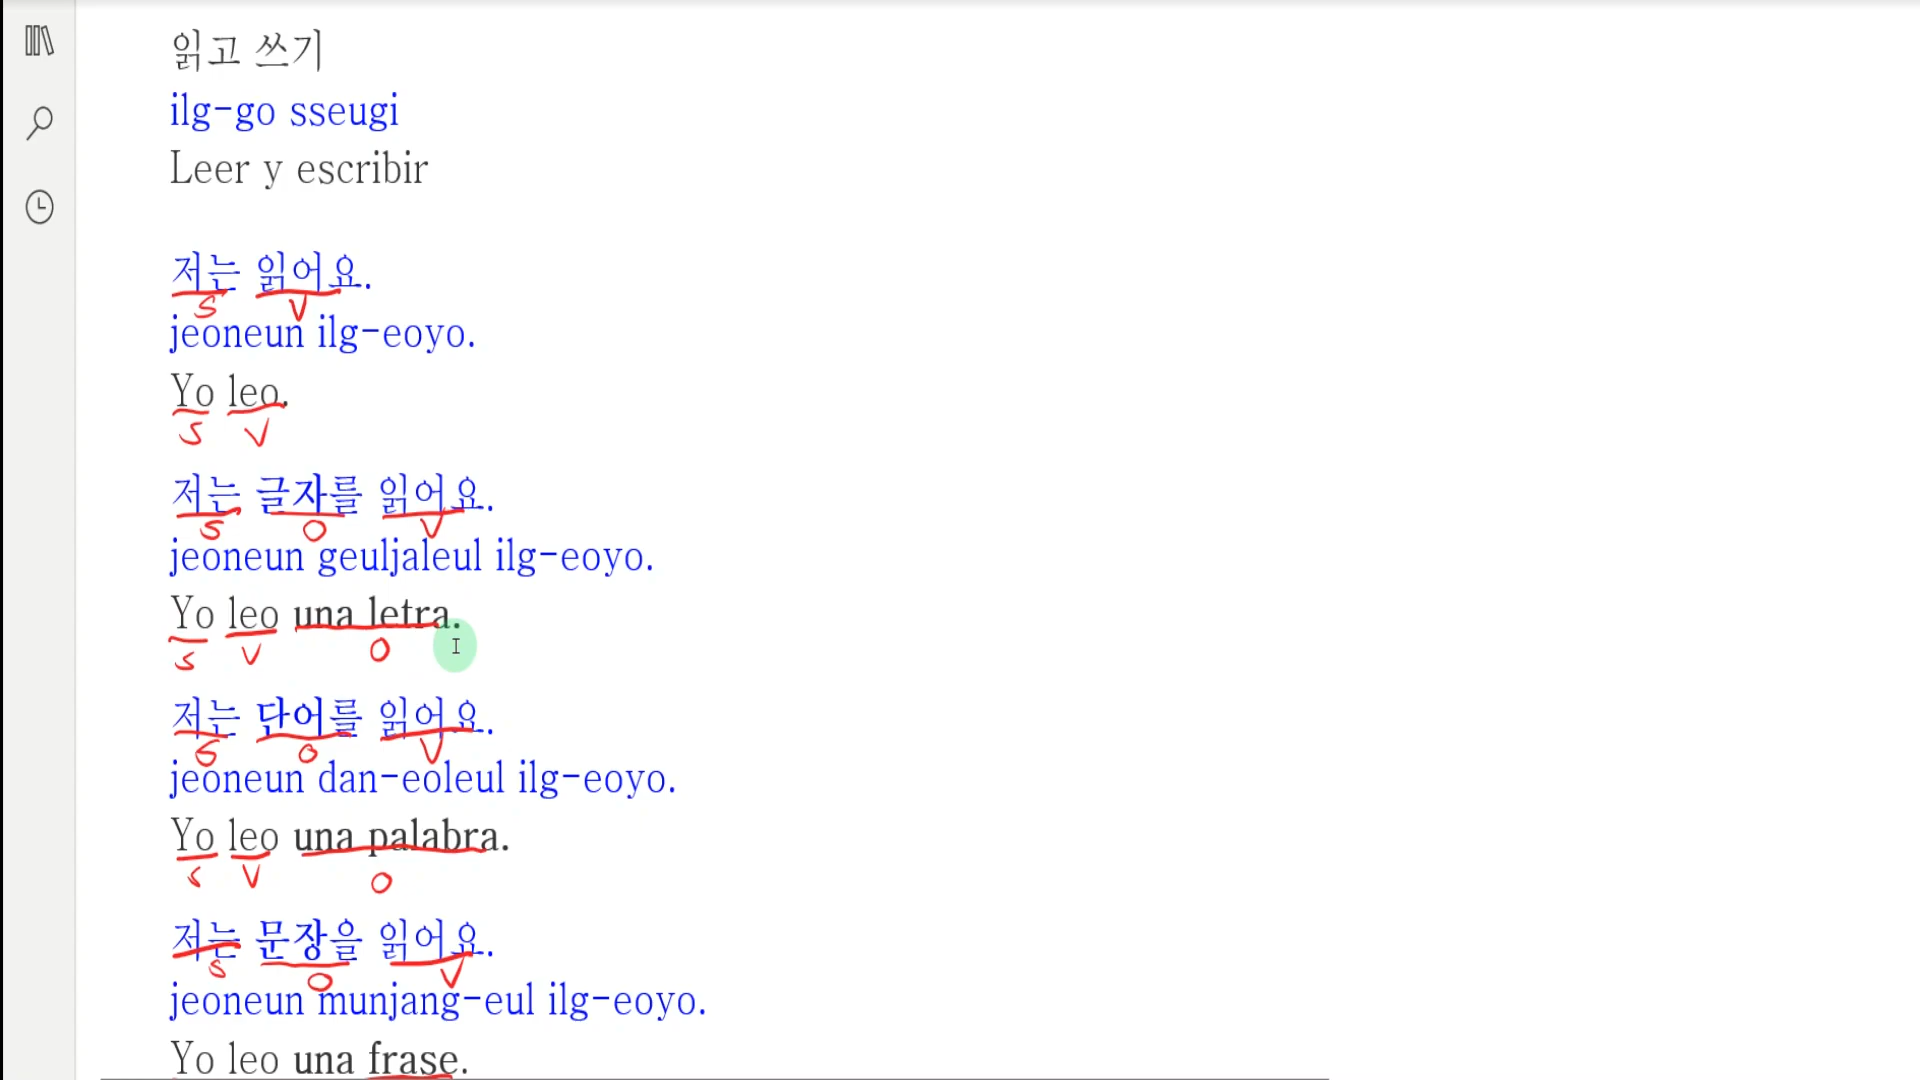 읽고 쓰기
ilg-go sseugi
Leer y escribir
저는 읽어요.
S V
jeoneun ilg-eoyo.
Yo leo.
S V
저는 글자를 읽어요.
S O V
jeoneun geuljaleul ilg-eoyo.
Yo leo una letra.
S V O
저는 단어를 읽어요.
S O V
jeoneun dan-eoleul ilg-eoyo.
Yo leo una palabra.
S V O
저는 문장을 읽어요.
S O V
jeoneun munjang-eul ilg-eoyo.
Yo leo una frase.